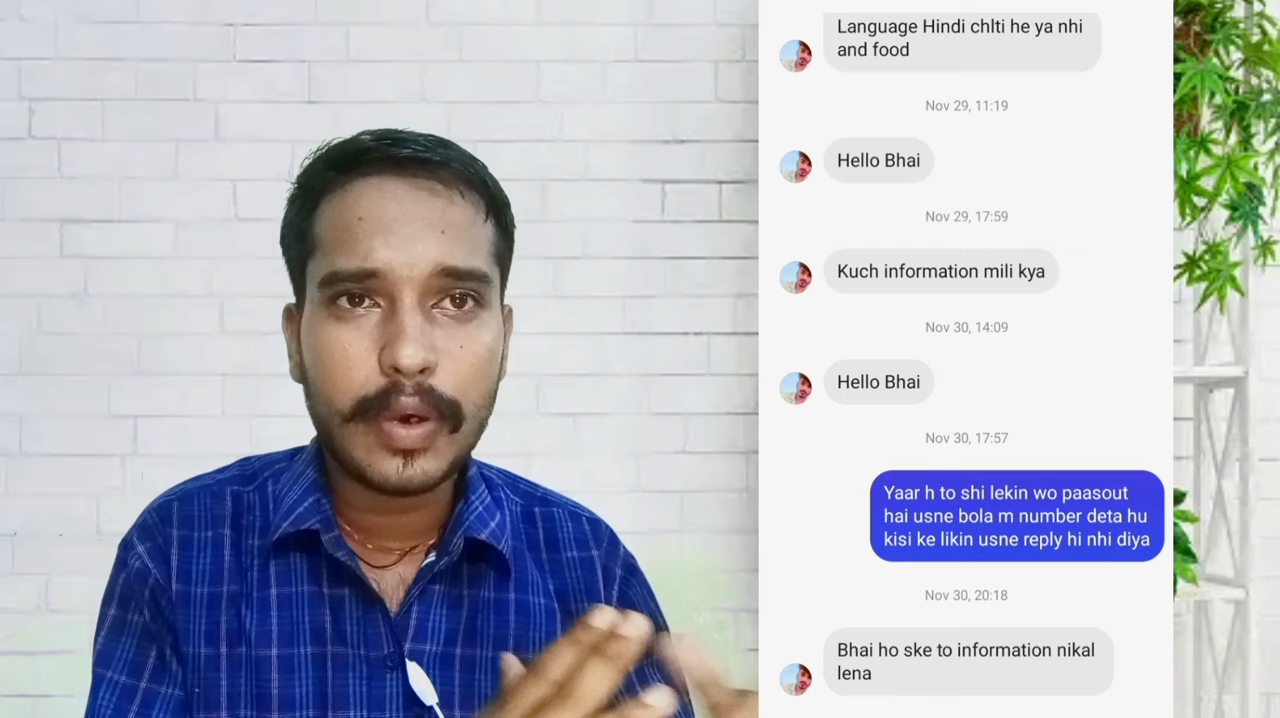 Language Hindi chlti he ya nhi
and food
Nov 29, 11:19
Hello Bhai
Nov 29, 17:59
Kuch information mili kya
Nov 30, 14:09
Hello Bhai
Nov 30, 17:57
Yaar h to shi lekin wo paasout
hai usne bola m number deta hu
kisi ke likin usne reply hi nhi diya
Nov 30, 20:18
Bhai ho ske to information nikal
lena